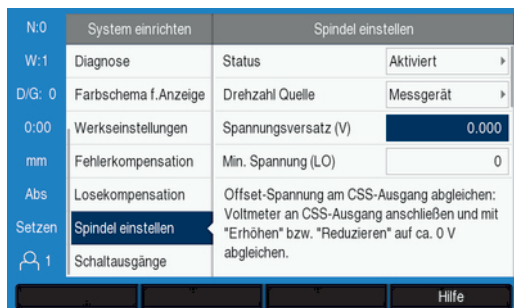 N:0
System einrichten
Spindel einstellen
W:1
Diagnose
Status
Aktiviert
D/G: 0
Farbschema f.Anzeige
Drehzahl Quelle
Messgerät
0:00
Werkseinstellungen
Spannungsversatz (V)
0.000
mm
Fehlerkompensation
Min. Spannung (LO)
0
Abs
Losekompensation
Setzen
Spindel einstellen
1
Schaltausgänge
Offset-Spannung am CSS-Ausgang abgleichen:
Voltmeter an CSS-Ausgang anschließen und mit
"Erhöhen" bzw. "Reduzieren" auf ca. 0 V
abgleichen.
Hilfe